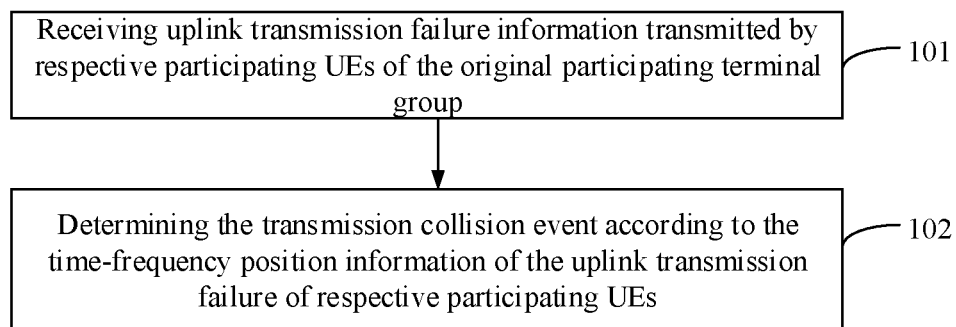 Receiving uplink transmission failure information transmitted by
respective participating UEs of the original participating terminal
group
101
Determining the transmission collision event according to the
time-frequency position information of the uplink transmission
failure of respective participating UEs
102